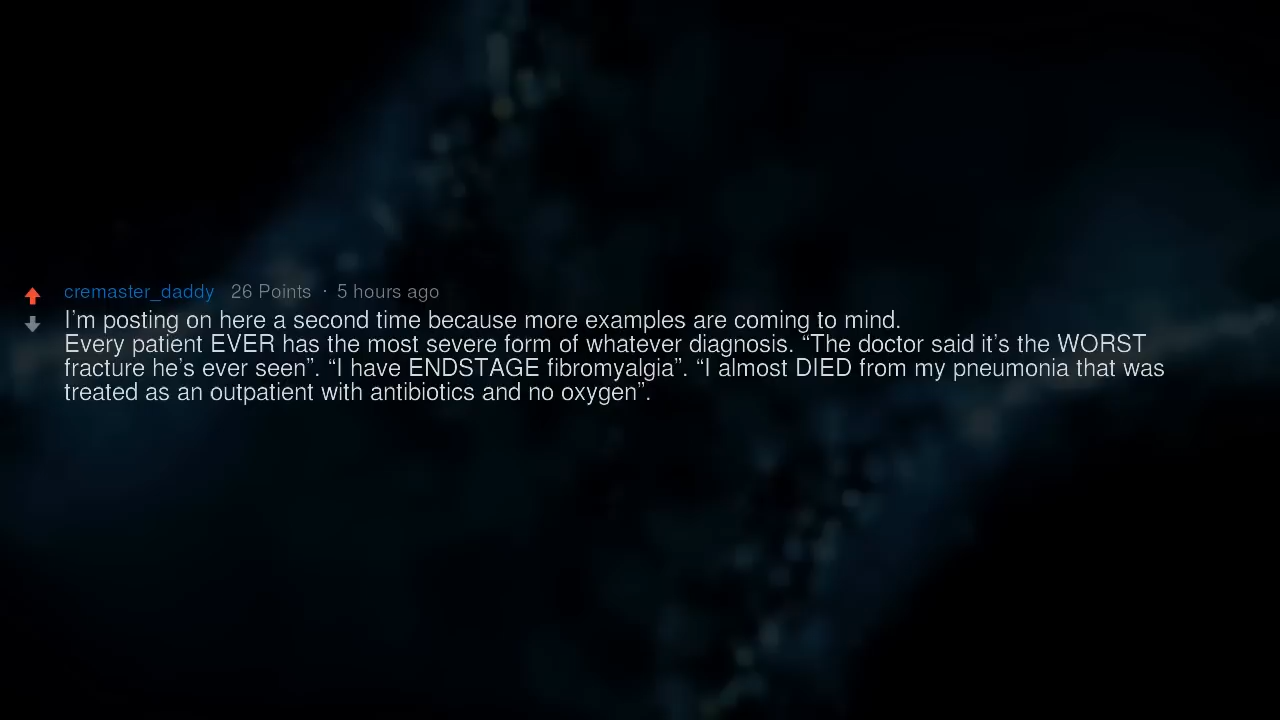 cremaster_daddy 26 Points · 5 hours ago
I’m posting on here a second time because more examples are coming to mind.
Every patient EVER has the most severe form of whatever diagnosis. “The doctor said it’s the WORST
fracture he’s ever seen”. “I have ENDSTAGE fibromyalgia”. “I almost DIED from my pneumonia that was
treated as an outpatient with antibiotics and no oxygen”.